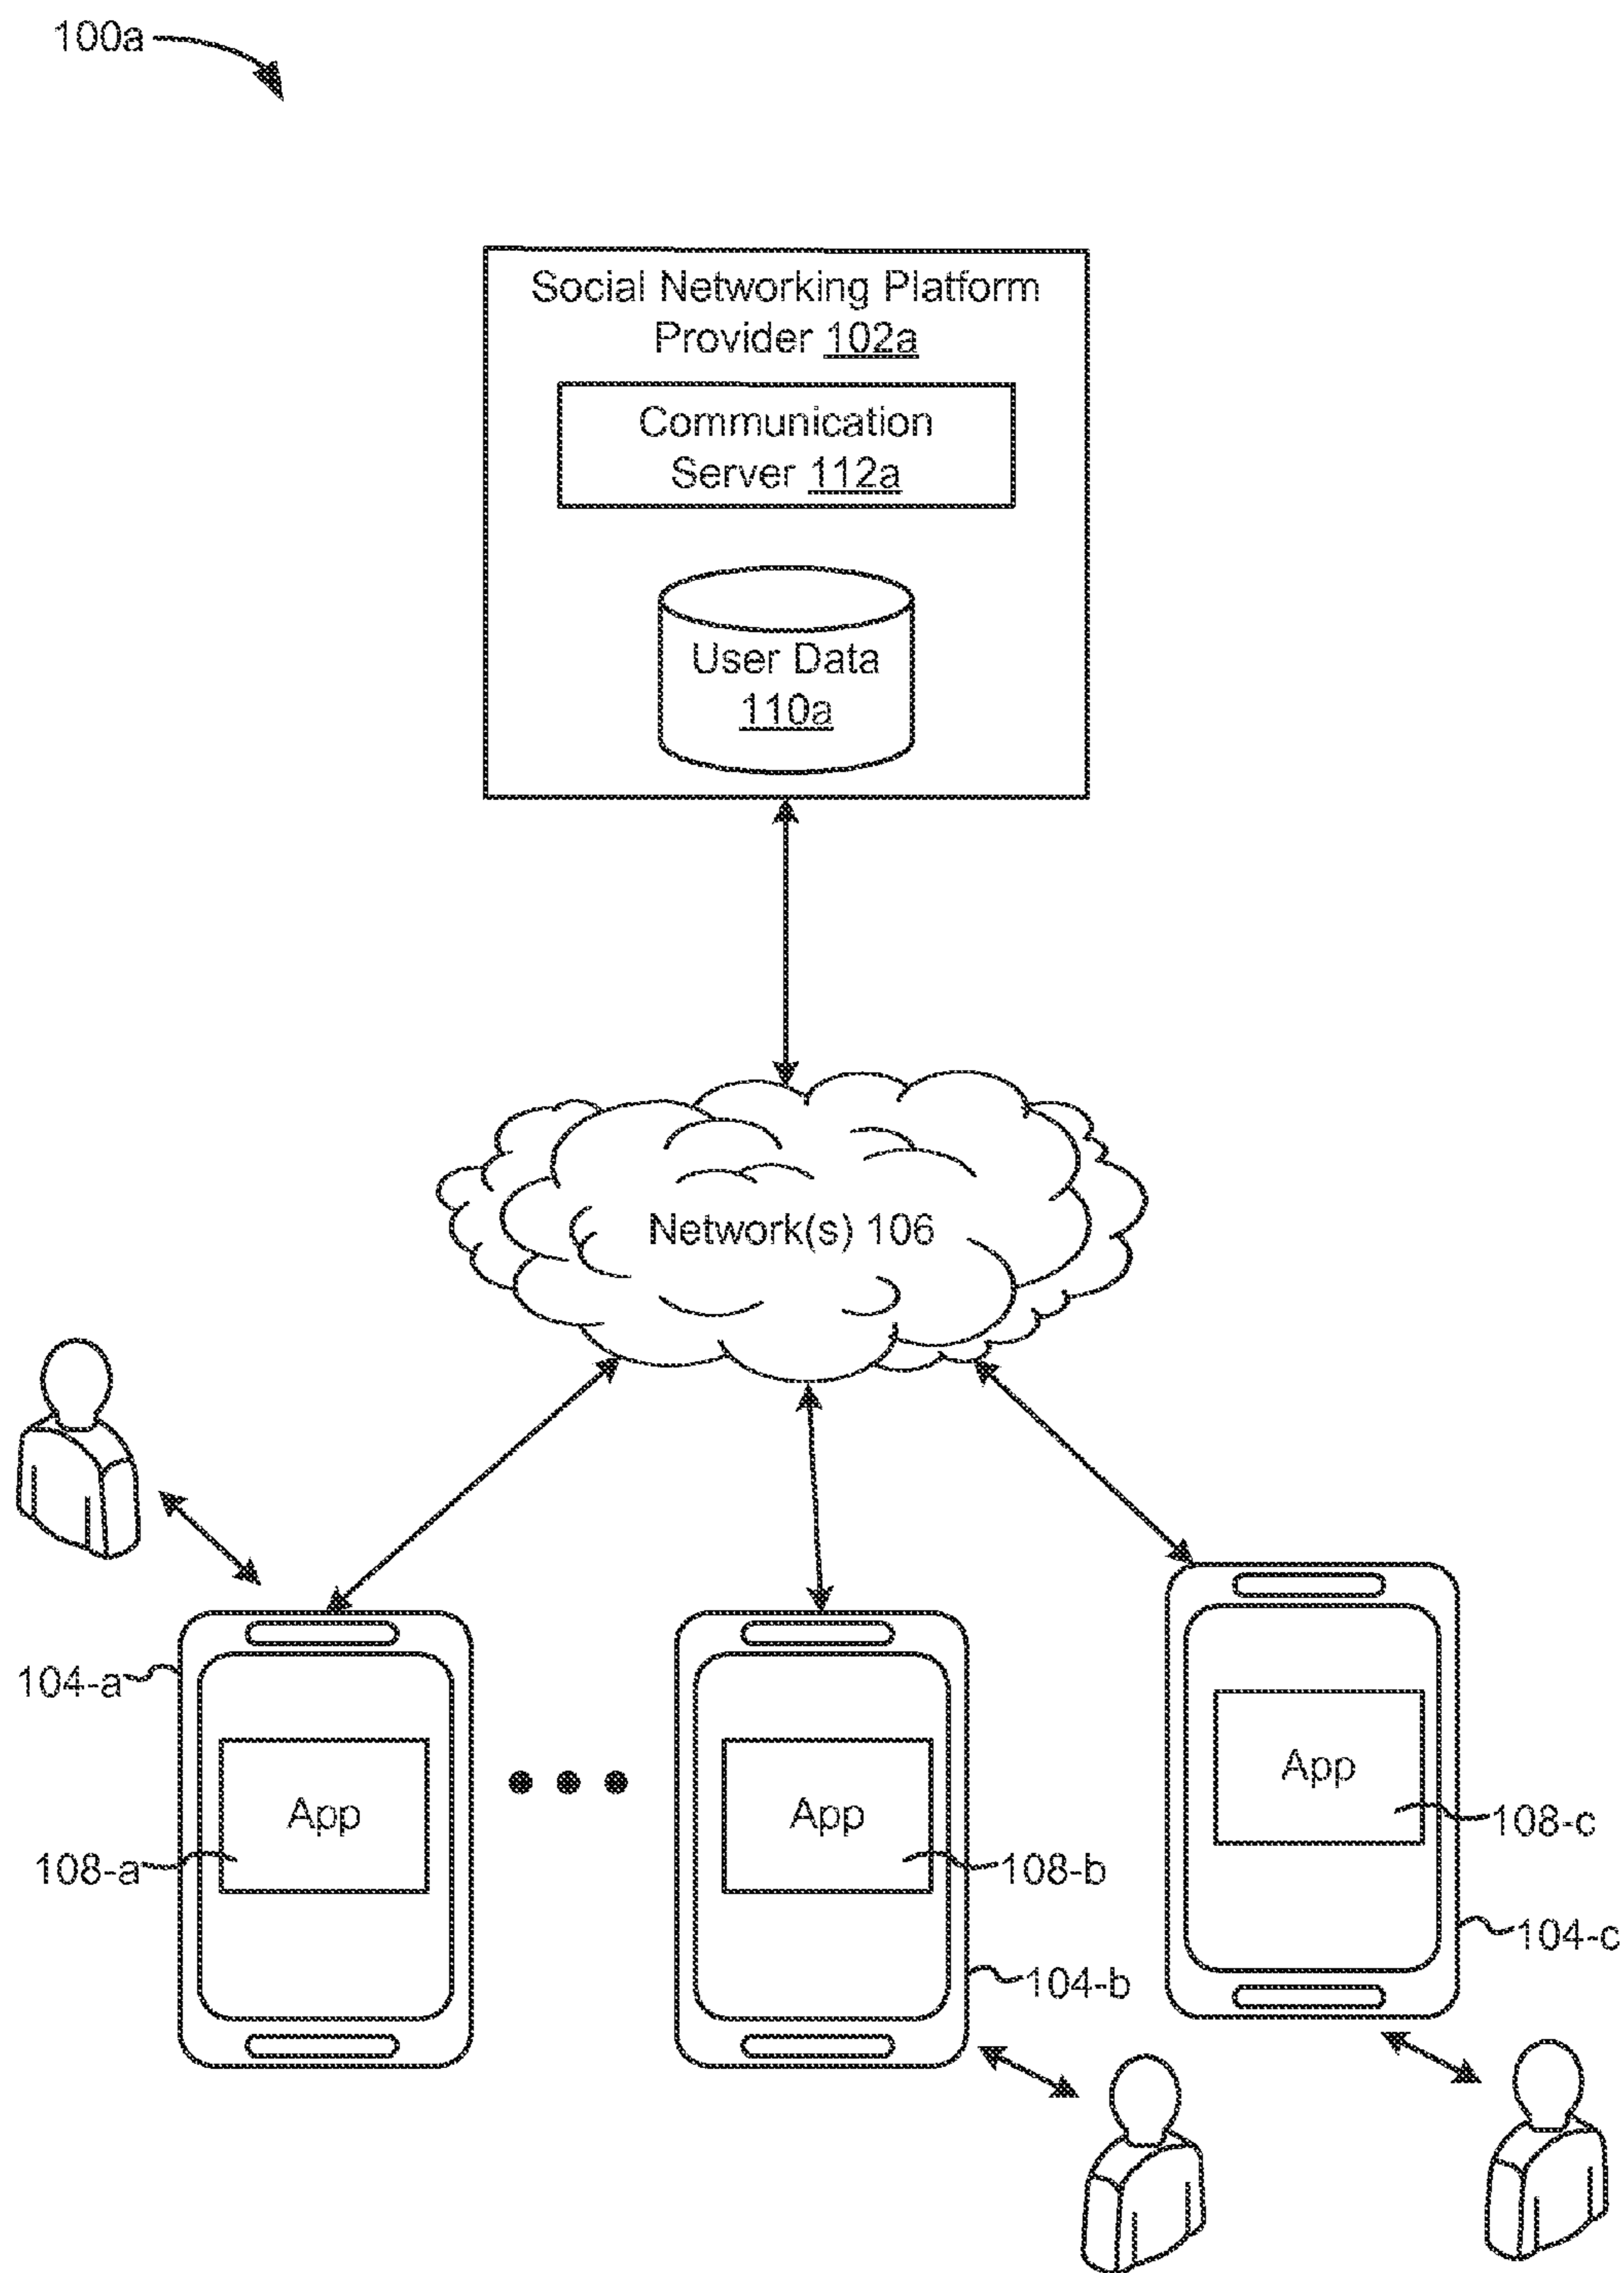 100a
Social Networking Platform
Provider 102a
Communication
Server 112a
User Data
110a
Network(s) 106
104-a
App
108-a
App
108-b
104-b
App
108-c
104-c